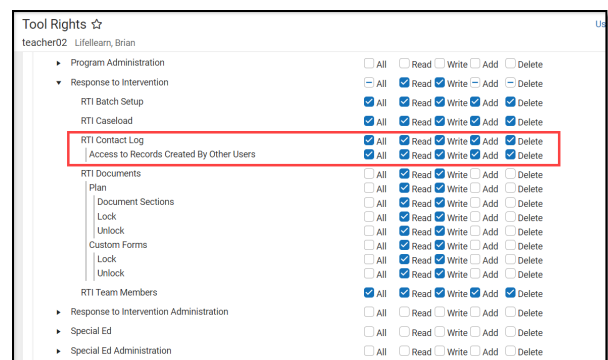 Tool Rights ☆
Us
teacher02 Lifellearn, Brian
Program Administration All Read Write Add Delete
Response to Intervention All Read Write Add Delete
RTI Batch Setup All Read Write Add Delete
RTI Caseload All Read Write Add Delete
RTI Contact Log All Read Write Add Delete
Access to Records Created By Other Users All Read Write Add Delete
RTI Documents All Read Write Add Delete
Plan All Read Write Add Delete
Document Sections All Read Write Add Delete
Lock All Read Write Add Delete
Unlock All Read Write Add Delete
Custom Forms All Read Write Add Delete
Lock All Read Write Add Delete
Unlock All Read Write Add Delete
RTI Team Members All Read Write Add Delete
Response to Intervention Administration All Read Write Add Delete
Special Ed All Read Write Add Delete
Special Ed Administration All Read Write Add Delete